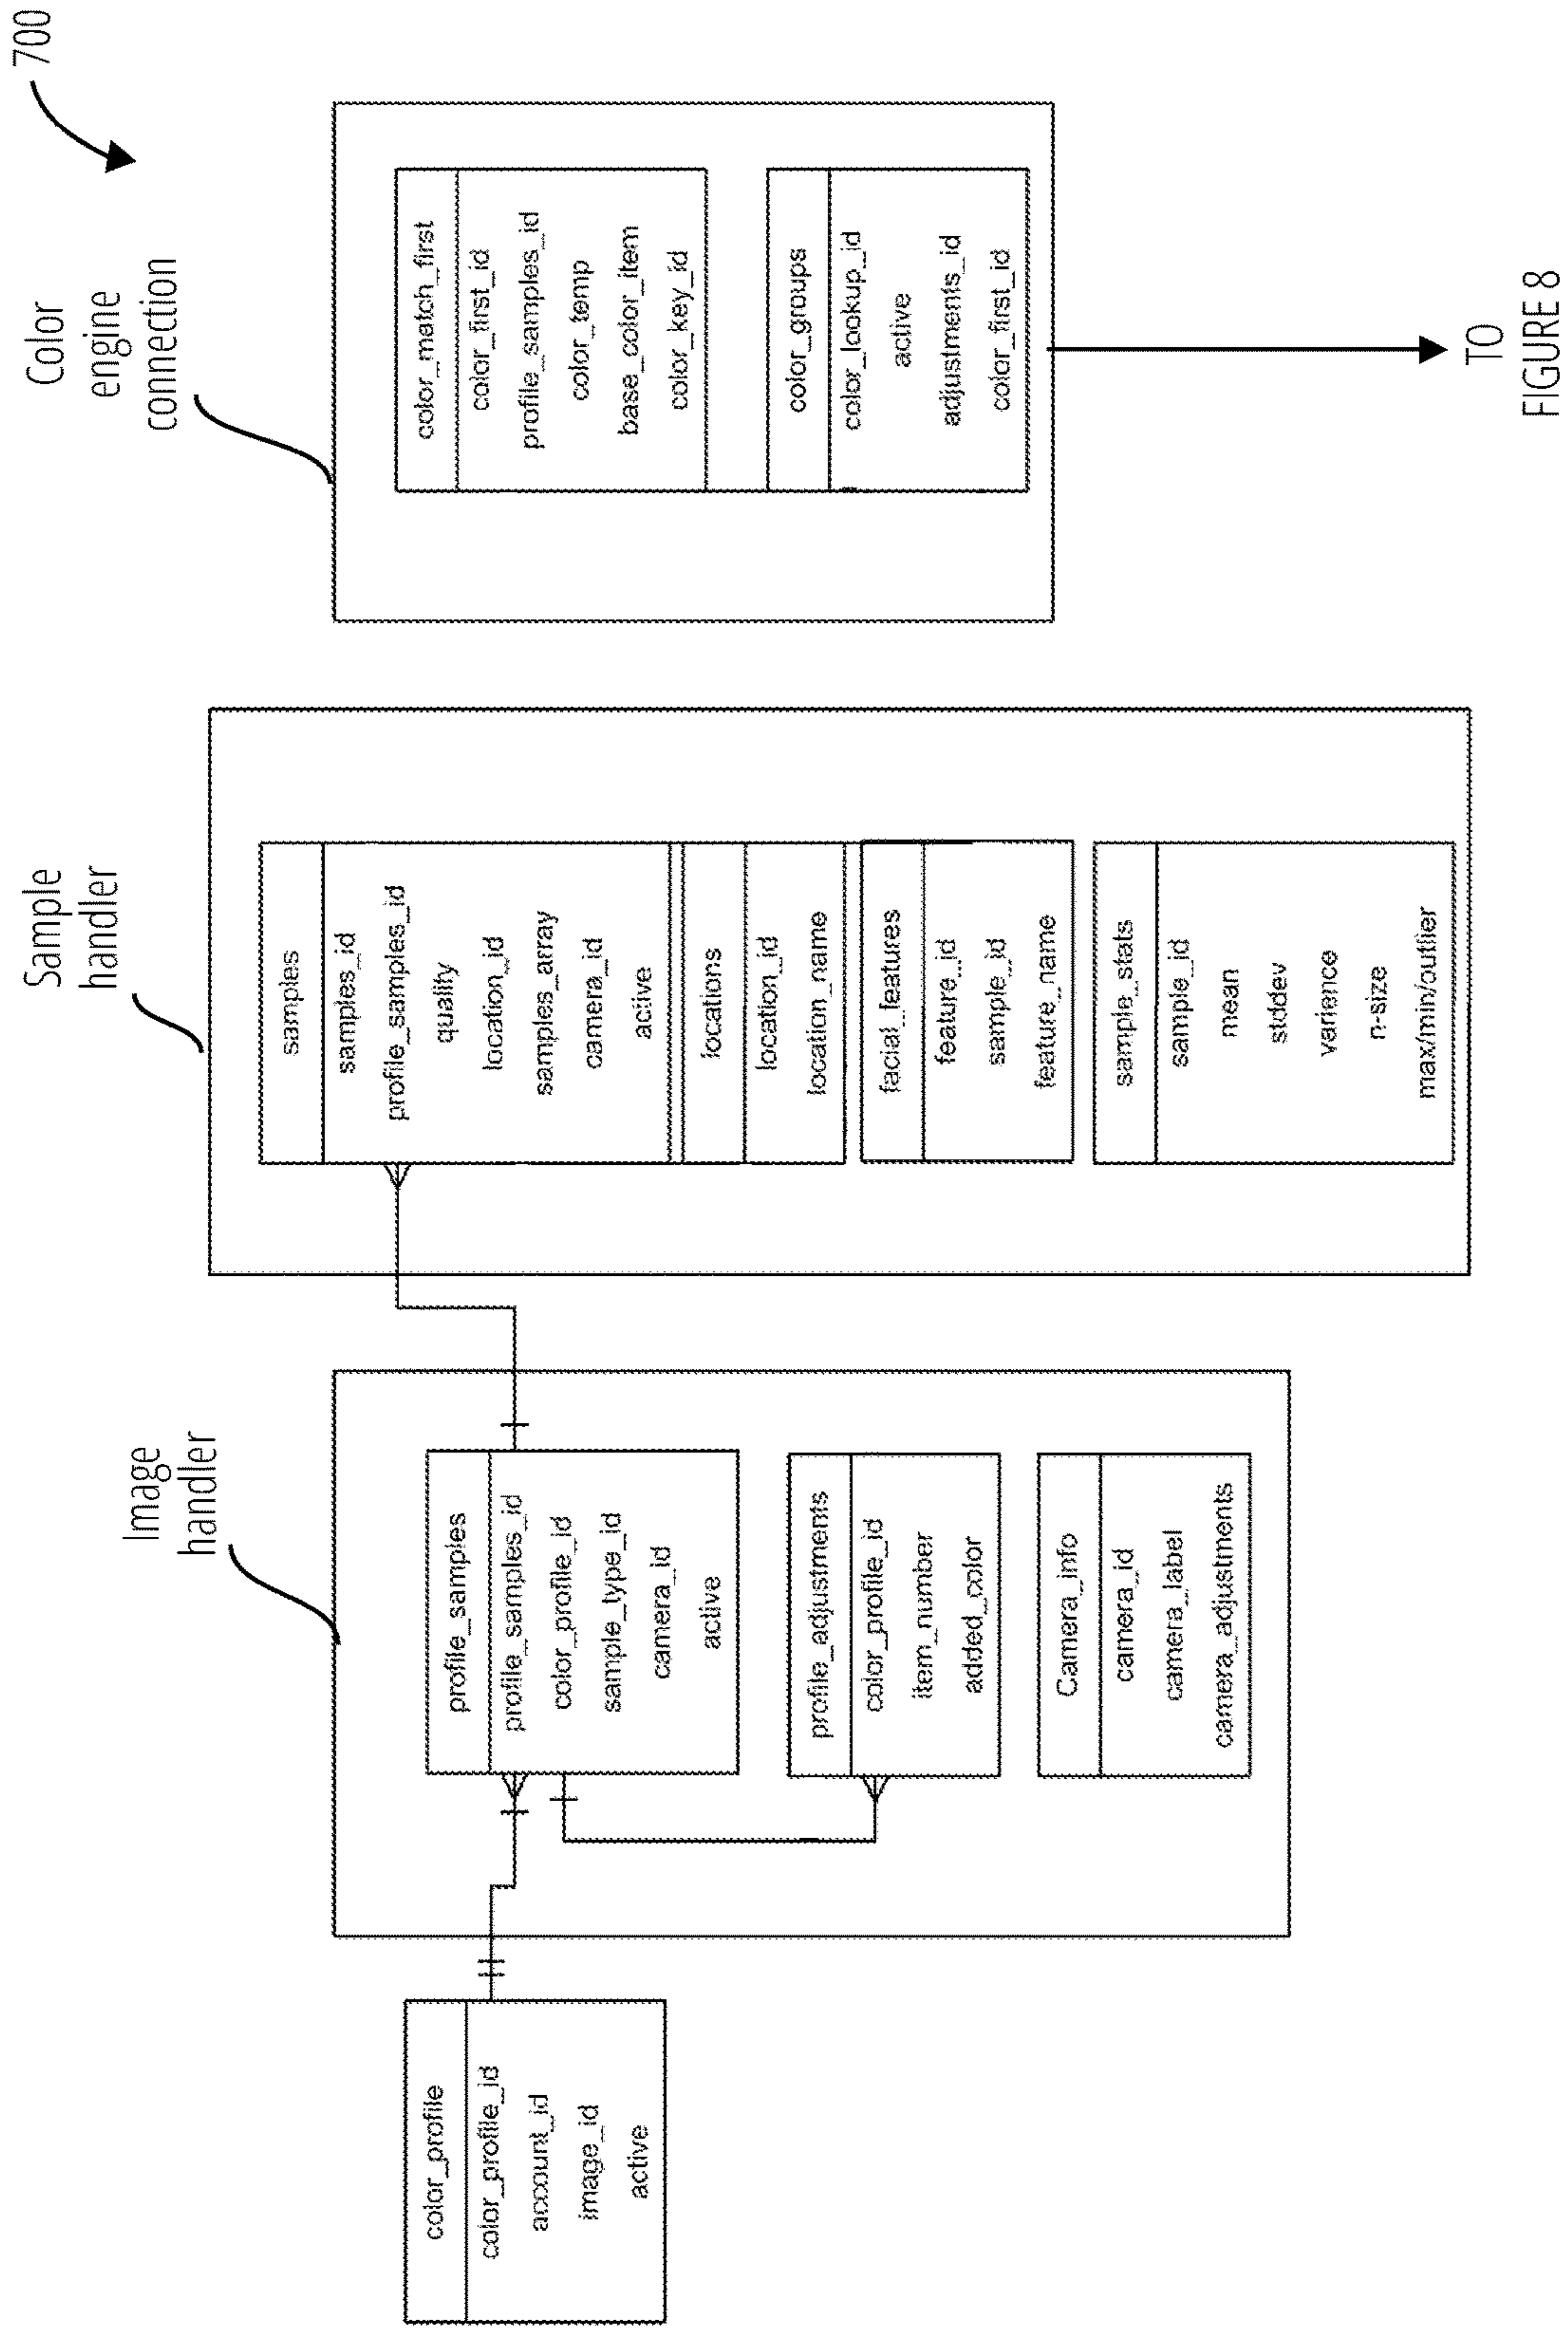 700
color_profile
color_profile_id
account_id
image_id
active
Image
handler
profile_samples
profile_samples_id
color_profile_id
sample_type_id
camera_id
active
profile_adjustments
color_profile_id
item_number
added_color
Camera_info
camera_id
camera_label
camera_adjustments
Sample
handler
samples
samples_id
profile_samples_id
quality
location_id
samples_array
camera_id
active
locations
location_id
location_name
facial_features
feature_id
sample_id
feature_name
sample_stats
sample_id
mean
stddev
varience
n-size
max/min/outlier
Color
engine
connection
color_match_first
color_first_id
profile_samples_id
color_temp
base_color_item
color_key_id
color_groups
color_lookup_id
active
adjustments_id
color_first_id
TO
FIGURE 8